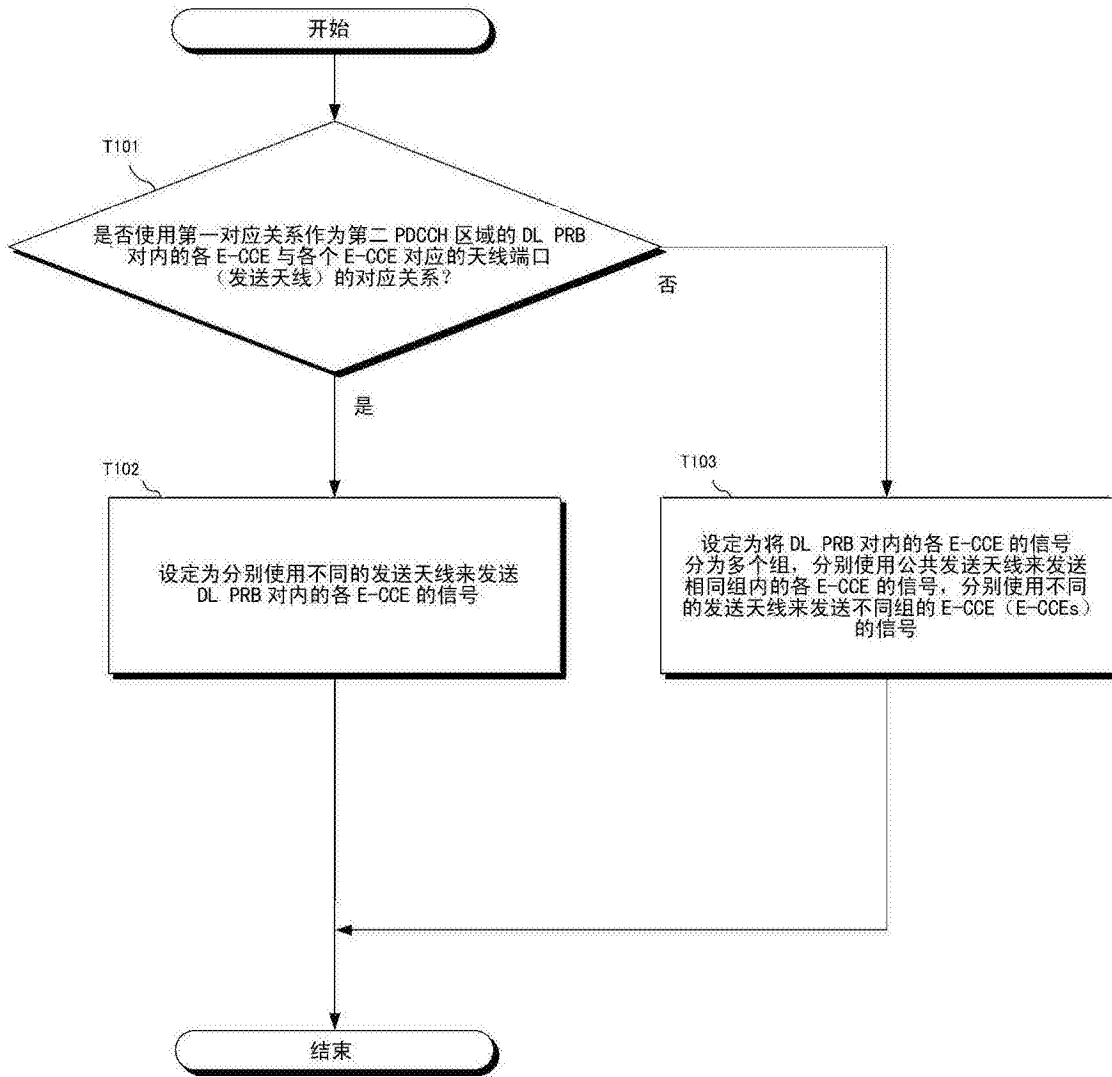 开始
T101
是否使用第一对应关系作为第二 PDCCH 区域的 DL PRB
对内的各 E-CCE 与各个 E-CCE 对应的天线端口
（发送天线）的对应关系？
否
是
T102
设定为分别使用不同的发送天线来发送
DL PRB 对内的各 E-CCE 的信号
T103
设定为将 DL PRB 对内的各 E-CCE 的信号
分为多个组，分别使用公共发送天线来发送
相同组内的各 E-CCE 的信号，分别使用不同
的发送天线来发送不同组的 E-CCE（E-CCEs）
的信号
结束